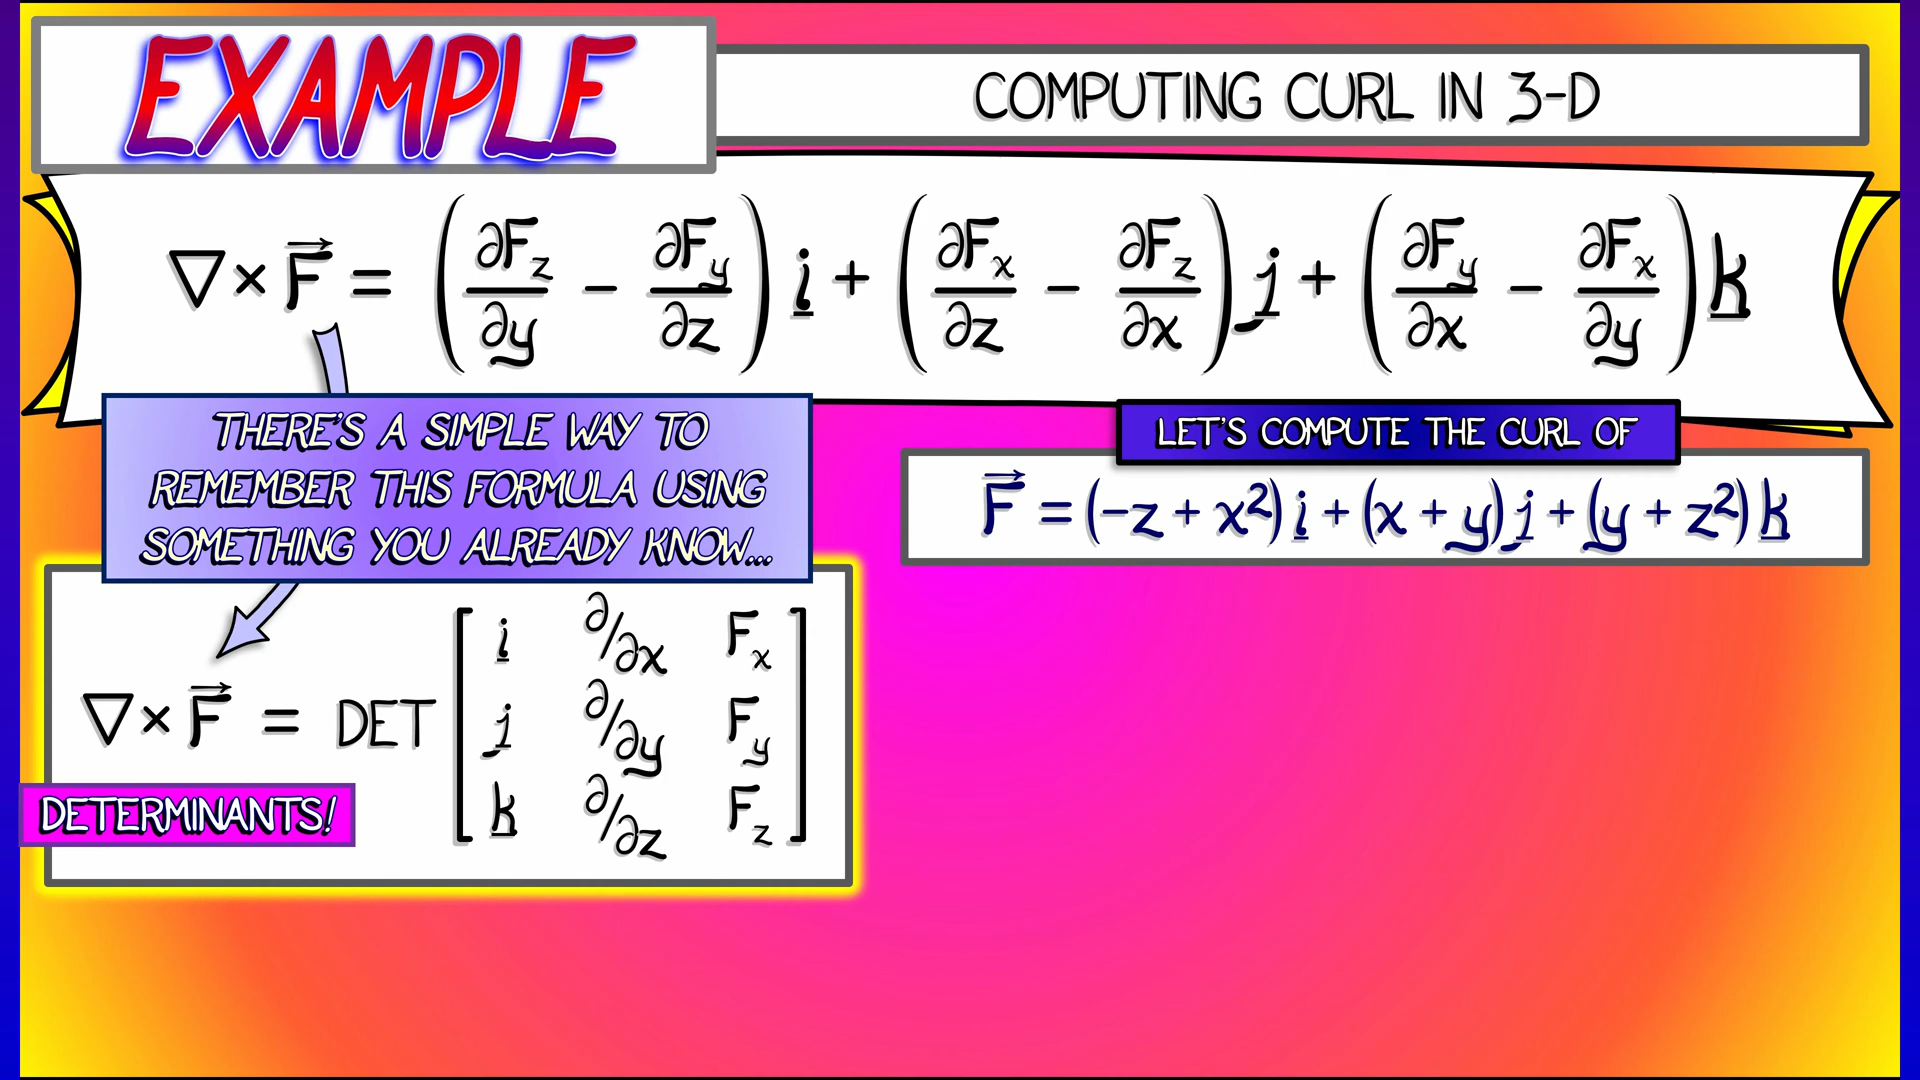 EXAMPLE
COMPUTING CURL IN 3-D
∇×F⃗ = (∂F_z/∂y − ∂F_y/∂z) i + (∂F_x/∂z − ∂F_z/∂x) j + (∂F_y/∂x − ∂F_x/∂y) k
THERE'S A SIMPLE WAY TO
REMEMBER THIS FORMULA USING
SOMETHING YOU ALREADY KNOW...
LET'S COMPUTE THE CURL OF
F⃗ = (-z + x²) i + (x + y) j + (y + z²) k
i ∂/∂x F_x
∇×F⃗ = DET j ∂/∂y F_y
k ∂/∂z F_z
DETERMINANTS!